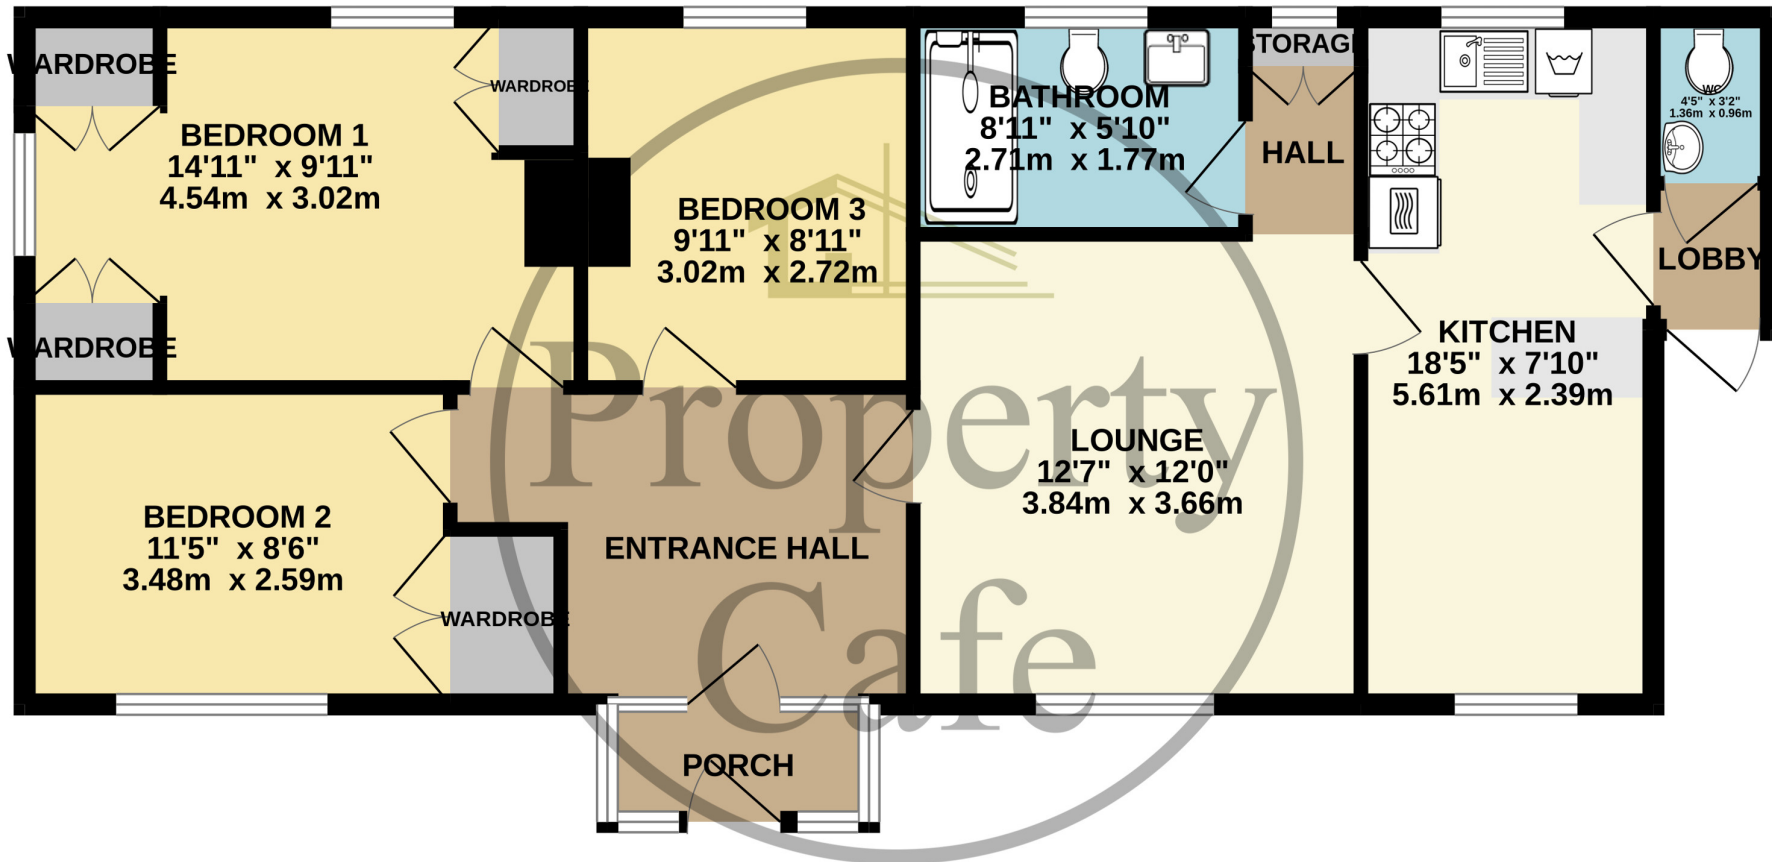 WARDROBE
BEDROOM 1
14'11" x 9'11"
4.54m x 3.02m
WARDROBE
WARDROBE
BEDROOM 3
9'11" x 8'11"
3.02m x 2.72m
BATHROOM
8'11" x 5'10"
2.71m x 1.77m
STORAGE
HALL
WC
4'5" x 3'2"
1.36m x 0.96m
LOBBY
KITCHEN
18'5" x 7'10"
5.61m x 2.39m
LOUNGE
12'7" x 12'0"
3.84m x 3.66m
BEDROOM 2
11'5" x 8'6"
3.48m x 2.59m
WARDROBE
ENTRANCE HALL
PORCH
Property
Cafe